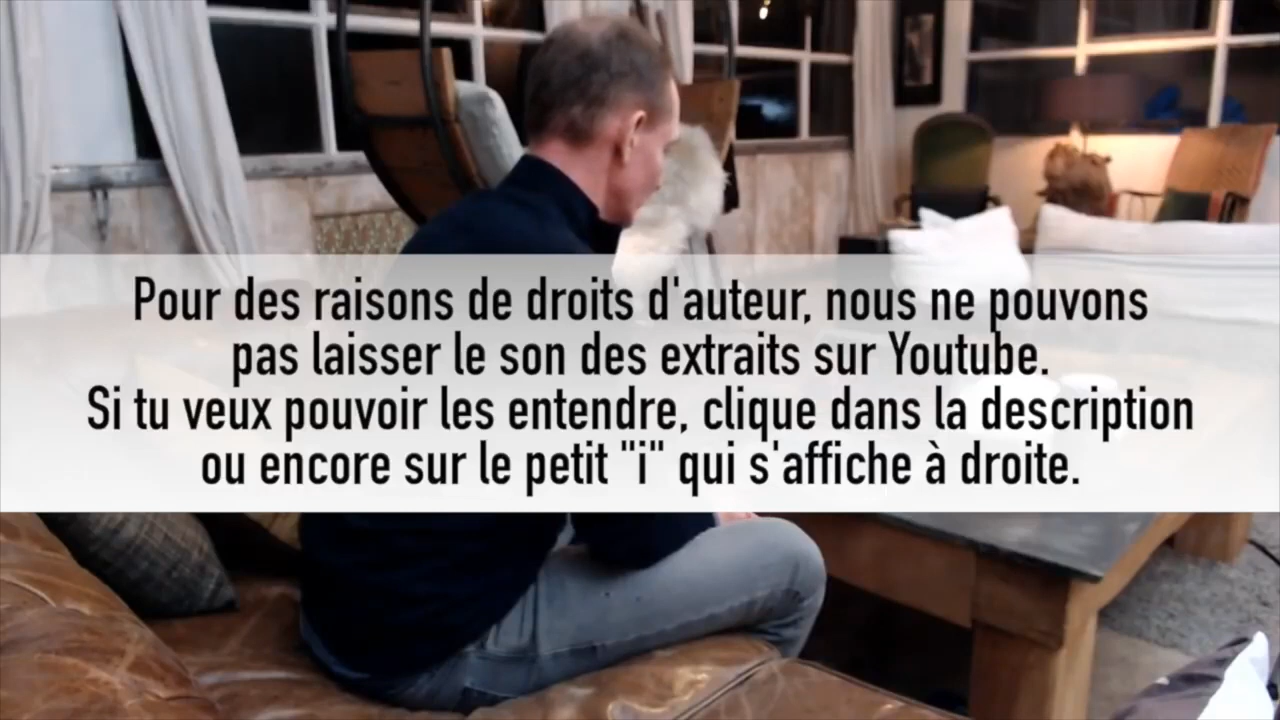 Pour des raisons de droits d'auteur, nous ne pouvons
pas laisser le son des extraits sur Youtube.
Si tu veux pouvoir les entendre, clique dans la description
ou encore sur le petit "i" qui s'affiche à droite.